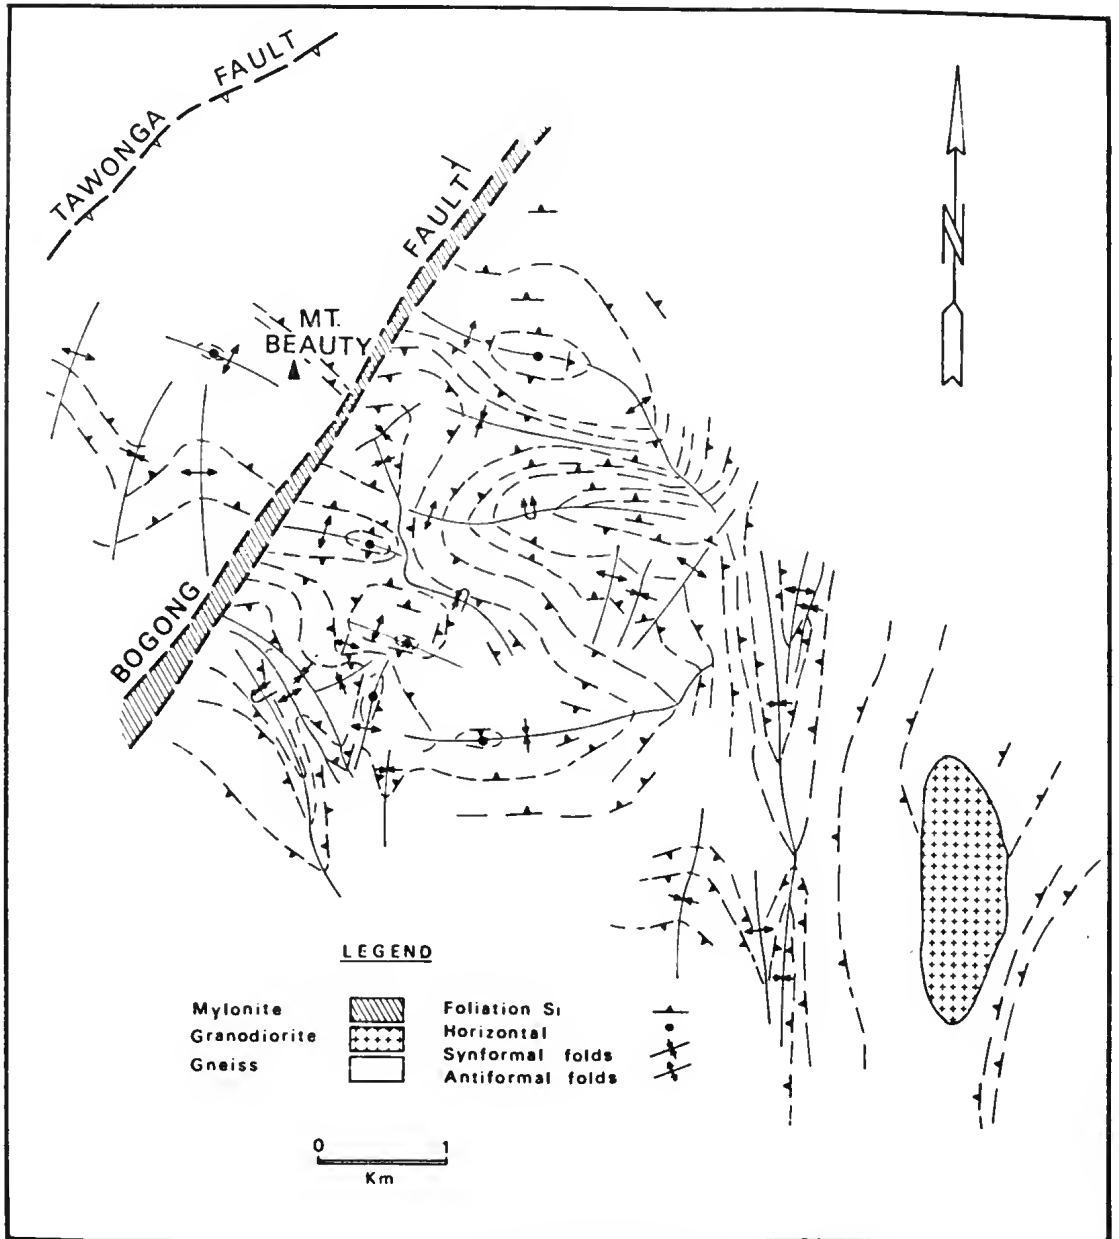 TAWONGA FAULT
BOGONG FAULT
N
MT.
BEAUTY
LEGEND
Mylonite
Granodiorite
Gneiss
Foliation S1
Horizontal
Synformal folds
Antiformal folds
0 1
Km